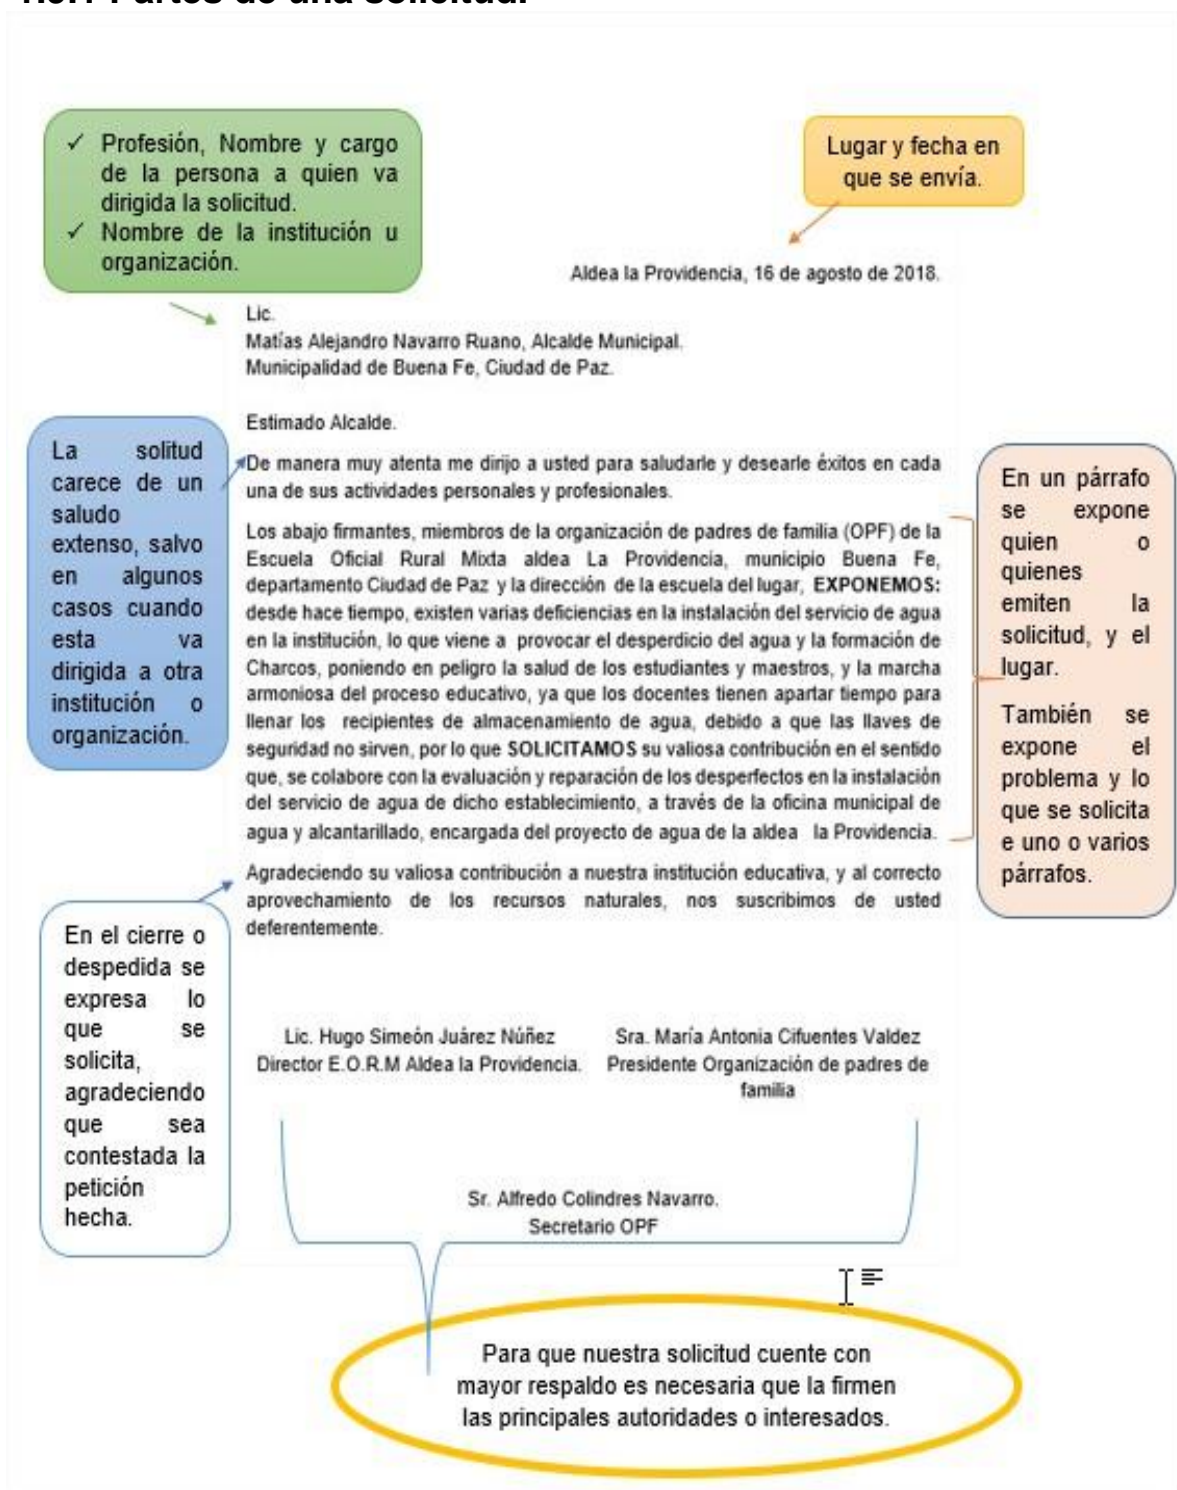 Partes de una solicitud.
✓ Profesión, Nombre y cargo
de la persona a quien va
dirigida la solicitud.
✓ Nombre de la institución u
organización.
Lugar y fecha en
que se envía.
Aldea la Providencia, 16 de agosto de 2018.
Lic.
Matías Alejandro Navarro Ruano, Alcalde Municipal.
Municipalidad de Buena Fe, Ciudad de Paz.
Estimado Alcalde.
La solitud
carece de un
saludo
extenso, salvo
en algunos
casos cuando
esta va
dirigida a otra
institución o
organización.
De manera muy atenta me dirijo a usted para saludarle y desearle éxitos en cada
una de sus actividades personales y profesionales.
Los abajo firmantes, miembros de la organización de padres de familia (OPF) de la
Escuela Oficial Rural Mixta aldea La Providencia, municipio Buena Fe,
departamento Ciudad de Paz y la dirección de la escuela del lugar, EXPONEMOS:
desde hace tiempo, existen varias deficiencias en la instalación del servicio de agua
en la institución, lo que viene a provocar el desperdicio del agua y la formación de
Charcos, poniendo en peligro la salud de los estudiantes y maestros, y la marcha
armoniosa del proceso educativo, ya que los docentes tienen apartar tiempo para
llenar los recipientes de almacenamiento de agua, debido a que las llaves de
seguridad no sirven, por lo que SOLICITAMOS su valiosa contribución en el sentido
que, se colabore con la evaluación y reparación de los desperfectos en la instalación
del servicio de agua de dicho establecimiento, a través de la oficina municipal de
agua y alcantarillado, encargada del proyecto de agua de la aldea la Providencia.
En un párrafo
se expone
quien o
quienes
emiten la
solicitud, y el
lugar.
También se
expone el
problema y lo
que se solicita
e uno o varios
párrafos.
Agradeciendo su valiosa contribución a nuestra institución educativa, y al correcto
aprovechamiento de los recursos naturales, nos suscribimos de usted
deferentemente.
En el cierre o
despedida se
expresa lo
que se
solicita,
agradeciendo
que sea
contestada la
petición
hecha.
Lic. Hugo Simeón Juárez Núñez
Director E.O.R.M Aldea la Providencia.
Sra. María Antonia Cifuentes Valdez
Presidente Organización de padres de
familia
Sr. Alfredo Colindres Navarro.
Secretario OPF
Para que nuestra solicitud cuente con
mayor respaldo es necesaria que la firmen
las principales autoridades o interesados.